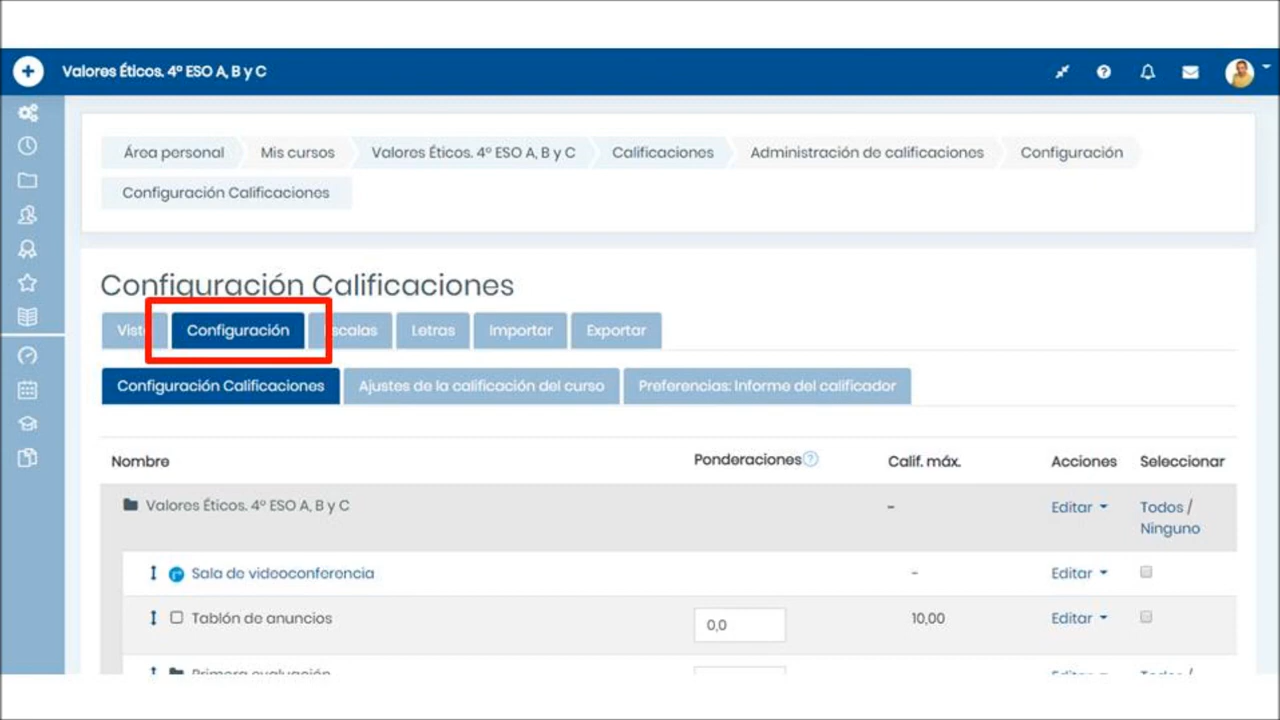 Valores Éticos. 4º ESO A, B y C
Área personal Mis cursos Valores Éticos. 4º ESO A, B y C Calificaciones Administración de calificaciones Configuración
Configuración Calificaciones
Configuración Calificaciones
Configuración Letras Importar Exportar
Configuración Calificaciones Ajustes de la calificación del curso Preferencias: Informe del calificador
Nombre Ponderaciones Calif. máx. Acciones Seleccionar
Valores Éticos. 4º ESO A, B y C - Editar Todos /
Ninguno
Sala de videoconferencia - Editar
Tablón de anuncios 0,0 10,00 Editar
Primera evaluación